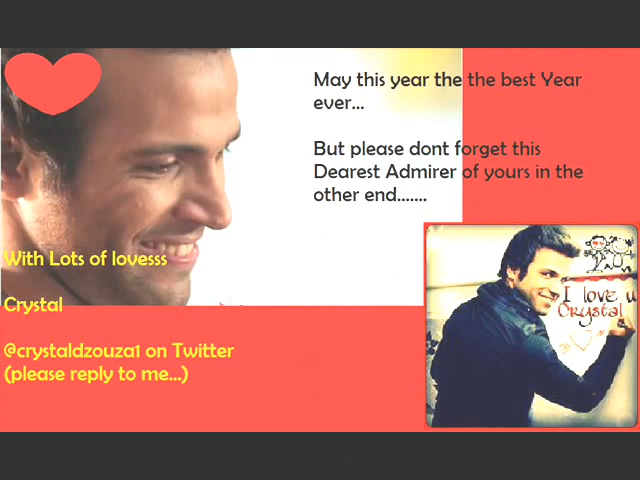 May this year the the best Year
ever...
But please dont forget this
Dearest Admirer of yours in the
other end.......
With Lots of lovesss
Crystal
@crystaldzouza1 on Twitter
(please reply to me...)
I love u
Crystal